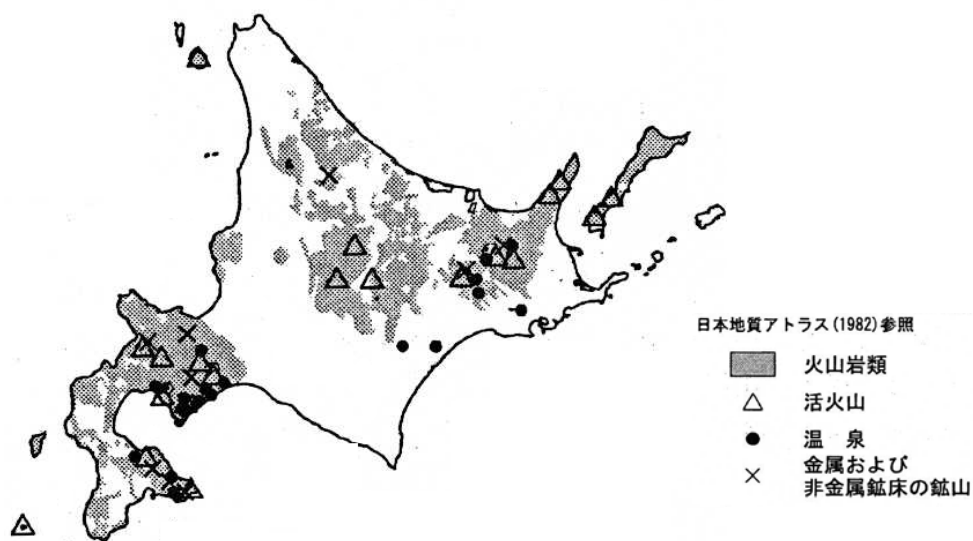 日本地質アトラス(1982)参照
火山岩類
活火山
温 泉
金属および
非金属鉱床の鉱山